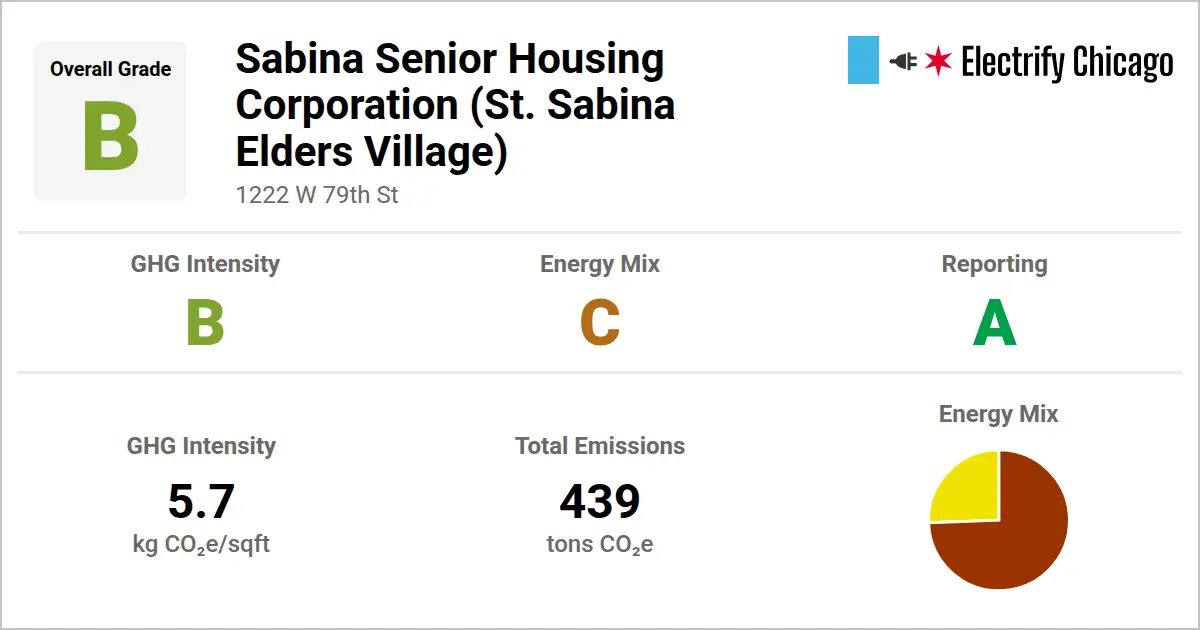 Overall Grade
B
Sabina Senior Housing
Corporation (St. Sabina
Elders Village)
1222 W 79th St
Electrify Chicago
GHG Intensity
B
Energy Mix
C
Reporting
A
GHG Intensity
5.7
kg CO₂e/sqft
Total Emissions
439
tons CO₂e
Energy Mix